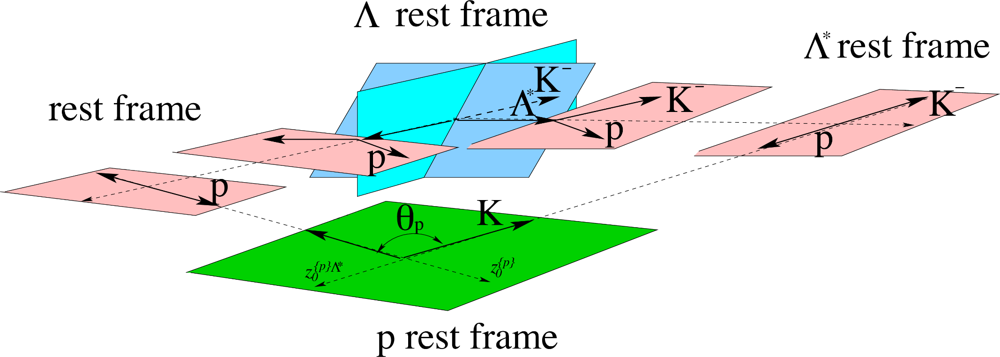 Λ rest frame
Λ* rest frame
K⁻
rest frame
Λ*
K⁻
K⁻
p
p
p
p
K
θp
z₀{p}Λ*
z₀{p}
p rest frame